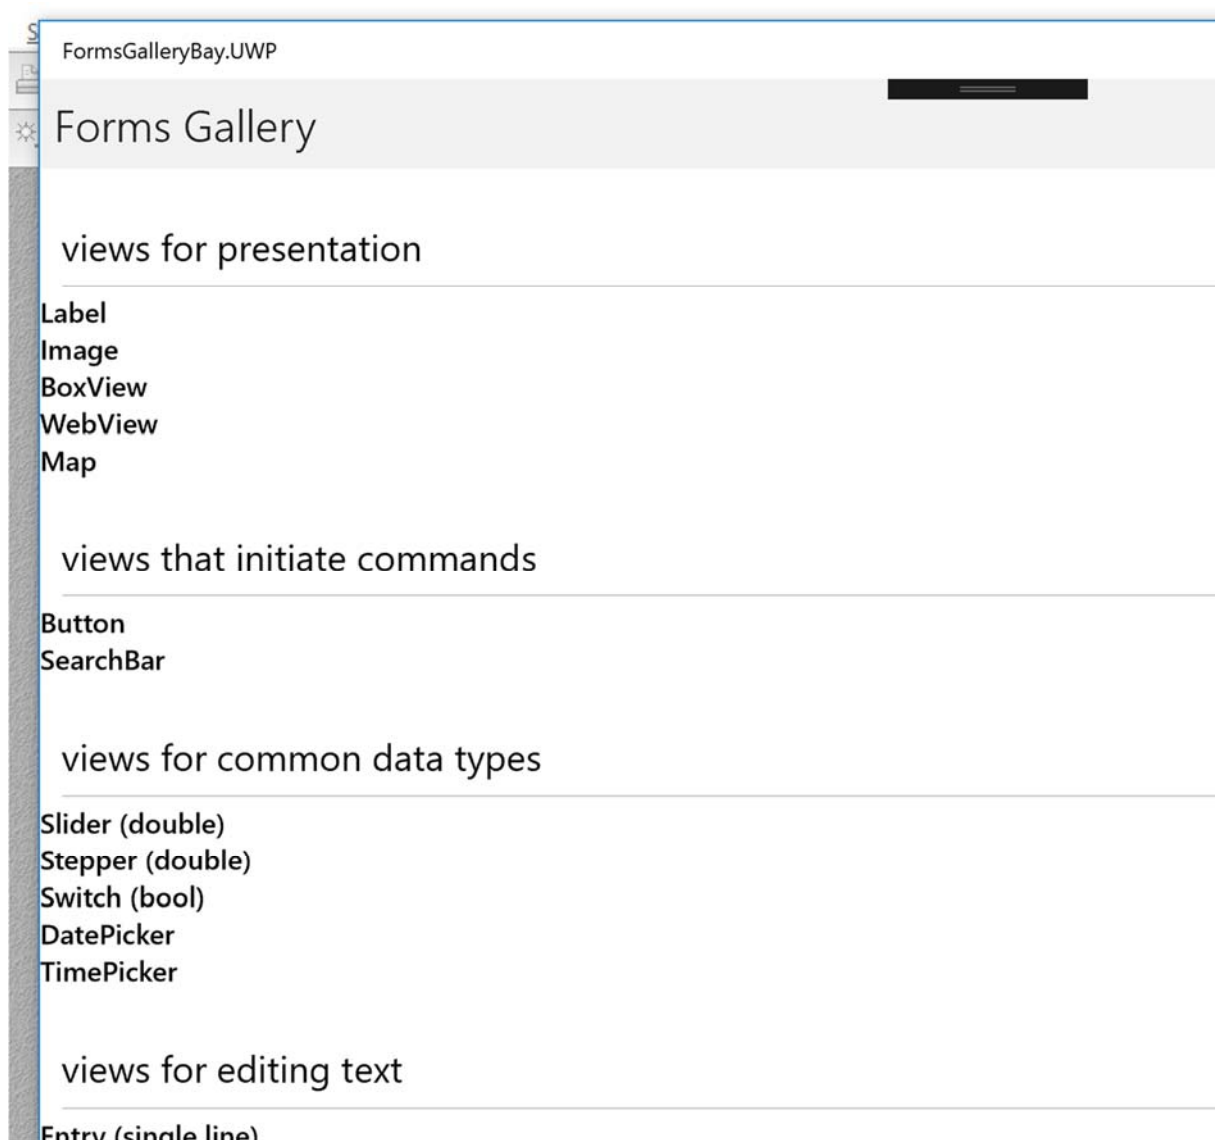 S
FormsGalleryBay.UWP
Forms Gallery
views for presentation
Label
Image
BoxView
WebView
Map
views that initiate commands
Button
SearchBar
views for common data types
Slider (double)
Stepper (double)
Switch (bool)
DatePicker
TimePicker
views for editing text
Entry (single line)